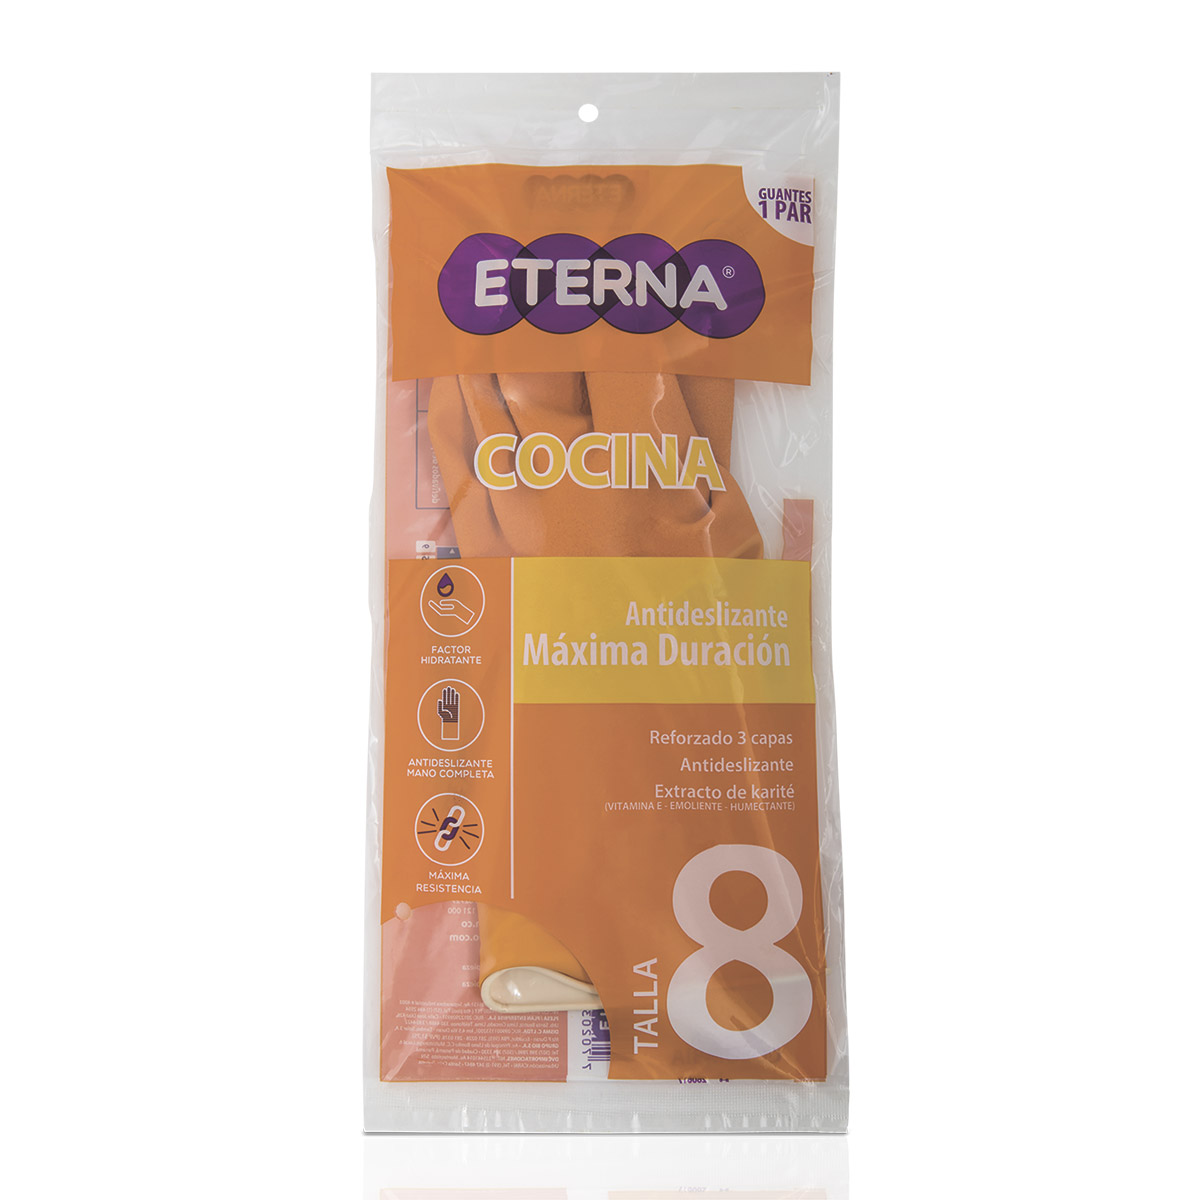 GUANTES
1 PAR
ETERNA®
COCINA
Antideslizante
Máxima Duración
FACTOR
HIDRATANTE
ANTIDESLIZANTE
MANO COMPLETA
MÁXIMA
RESISTENCIA
Reforzado 3 capas
Antideslizante
Extracto de karité
(VITAMINA E - EMOLIENTE - HUMECTANTE)
TALLA
8